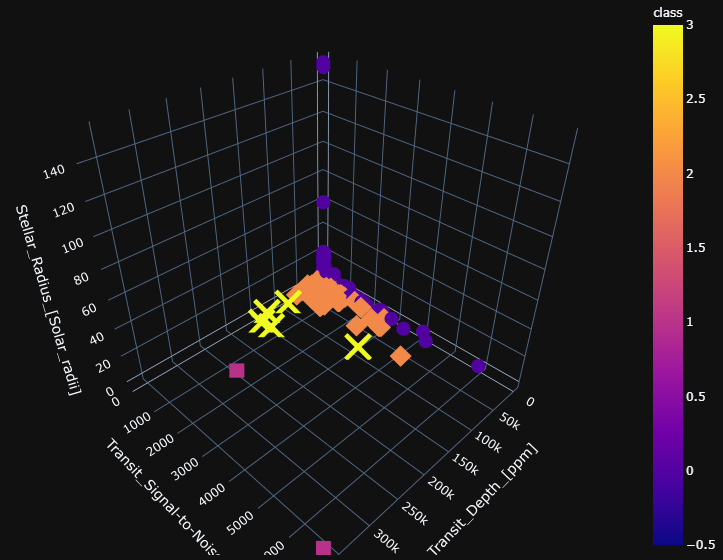 class
3
2.5
2
1.5
1
0.5
0
−0.5
140
120
100
80
60
40
20
0
Stellar_Radius_[Solar_radii]
0
1000
2000
3000
4000
5000
Transit_Signal-to-Nois
0
50k
100k
150k
200k
250k
300k
Transit_Depth_[ppm]